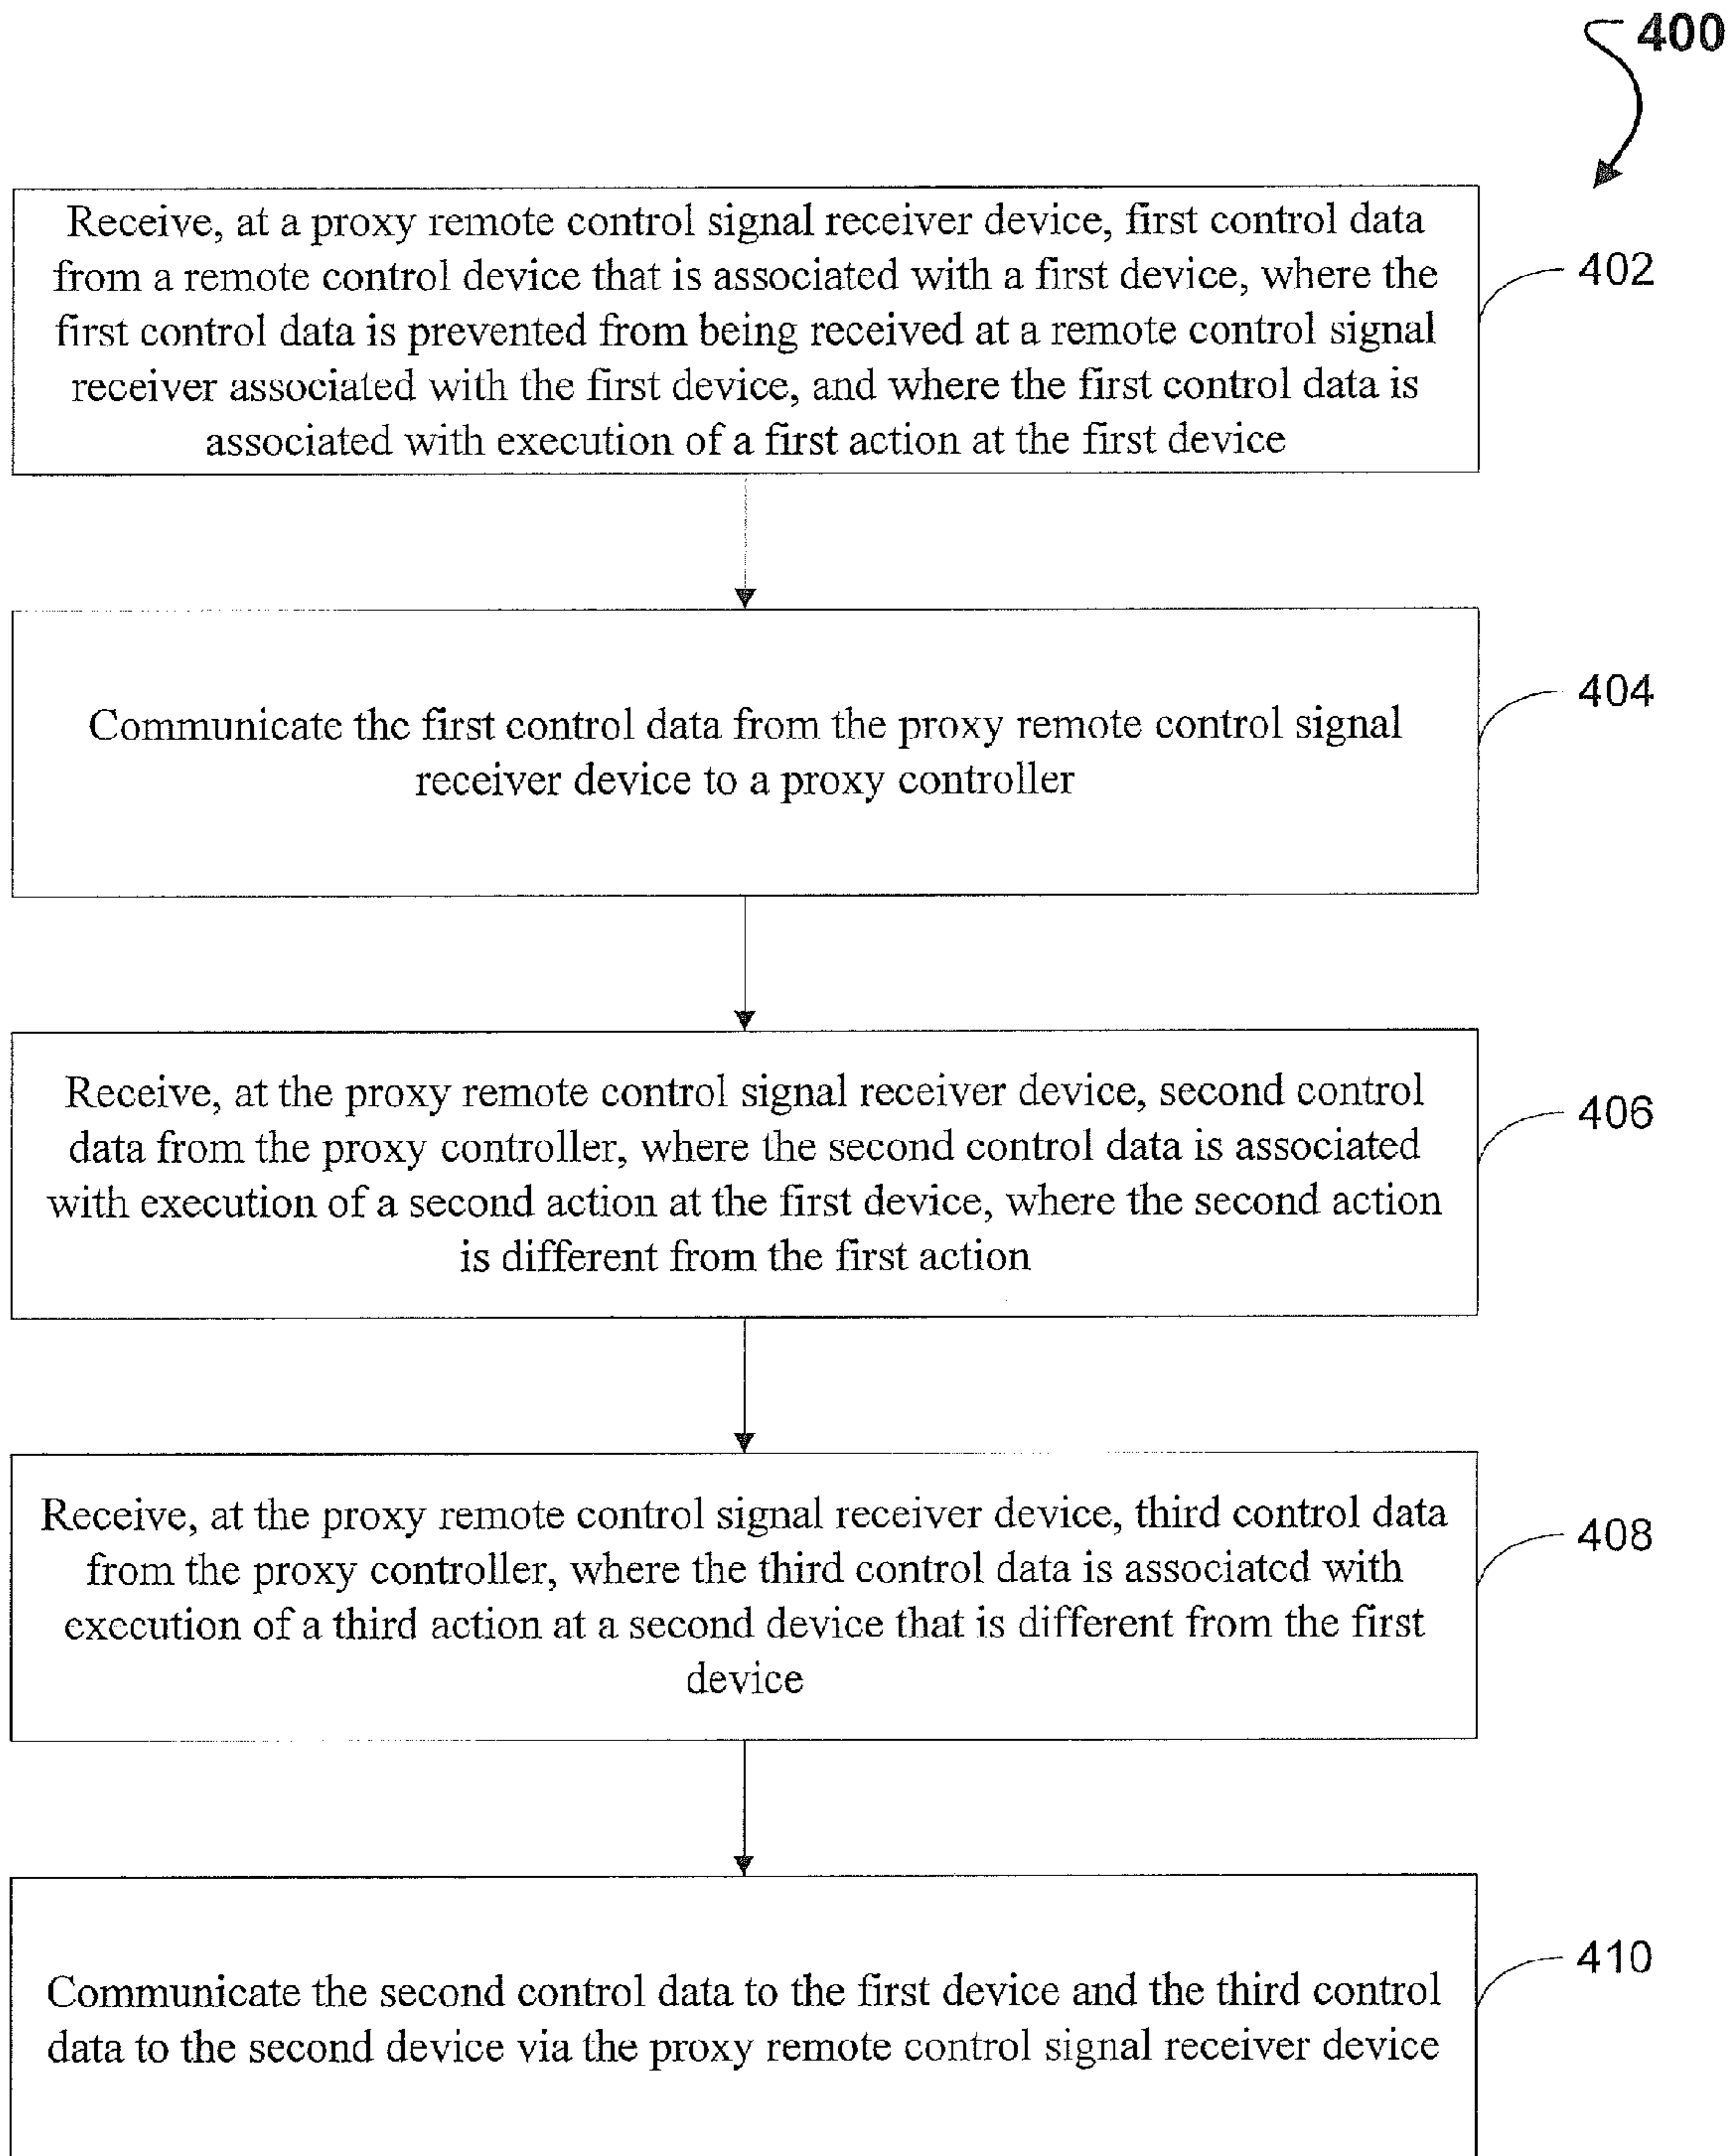 400
Receive, at a proxy remote control signal receiver device, first control data
from a remote control device that is associated with a first device, where the
first control data is prevented from being received at a remote control signal
receiver associated with the first device, and where the first control data is
associated with execution of a first action at the first device
402
Communicate the first control data from the proxy remote control signal
receiver device to a proxy controller
404
Receive, at the proxy remote control signal receiver device, second control
data from the proxy controller, where the second control data is associated
with execution of a second action at the first device, where the second action
is different from the first action
406
Receive, at the proxy remote control signal receiver device, third control data
from the proxy controller, where the third control data is associated with
execution of a third action at a second device that is different from the first
device
408
Communicate the second control data to the first device and the third control
data to the second device via the proxy remote control signal receiver device
410